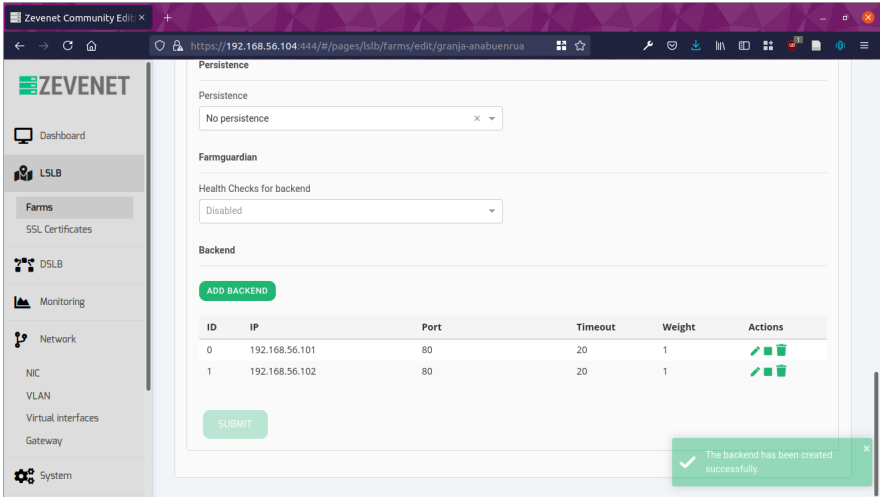 Zevenet Community Editi
https://192.168.56.104:444/#/pages/lslb/farms/edit/granja-anabuenrua
ZEVENET
Dashboard
LSLB
Farms
SSL Certificates
DSLB
Monitoring
Network
NIC
VLAN
Virtual interfaces
Gateway
System
Persistence
Persistence
No persistence
Farmguardian
Health Checks for backend
Disabled
Backend
ADD BACKEND
ID IP Port Timeout Weight Actions
0 192.168.56.101 80 20 1
1 192.168.56.102 80 20 1
SUBMIT
The backend has been created
successfully.